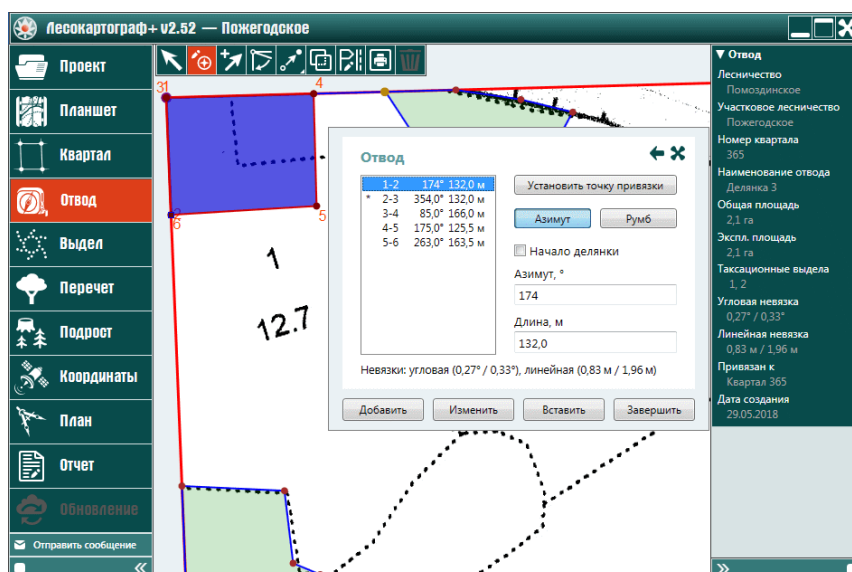 Лесокартограф+ v2.52 — Пожегодское
Проект
Планшет
Квартал
Отвод
Выдел
Перечет
Подрост
Координаты
План
Отчет
Обновление
Отправить сообщение
31
4
2
6
5
1
12.7
Отвод
1-2 174° 132,0 м
* 2-3 354,0° 132,0 м
3-4 85,0° 166,0 м
4-5 175,0° 125,5 м
5-6 263,0° 163,5 м
Установить точку привязки
Азимут Румб
Начало делянки
Азимут, °
174
Длина, м
132,0
Невязки: угловая (0,27° / 0,33°), линейная (0,83 м / 1,96 м)
Добавить Изменить Вставить Завершить
▼ Отвод
Лесничество
Помоздинское
Участковое лесничество
Пожегодское
Номер квартала
365
Наименование отвода
Делянка 3
Общая площадь
2,1 га
Экспл. площадь
2,1 га
Таксационные выдела
1, 2
Угловая невязка
0,27° / 0,33°
Линейная невязка
0,83 м / 1,96 м
Привязан к
Квартал 365
Дата создания
29.05.2018